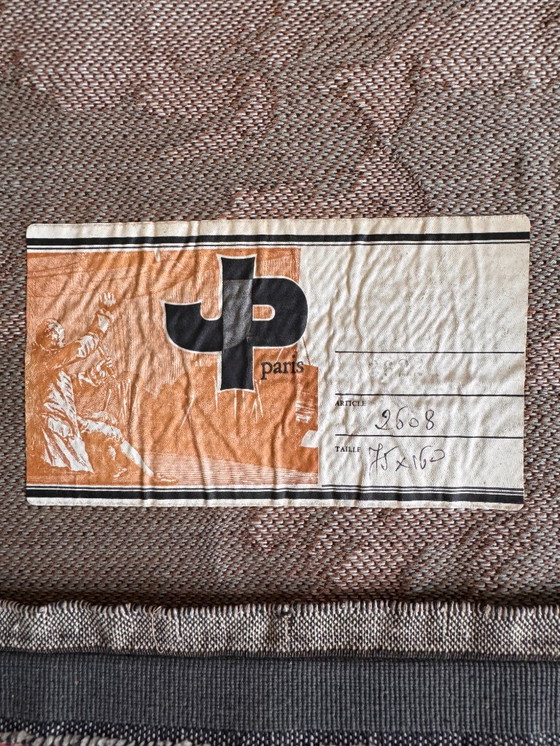 JP
paris
ARTICLE 2608
TAILLE 75 x 160